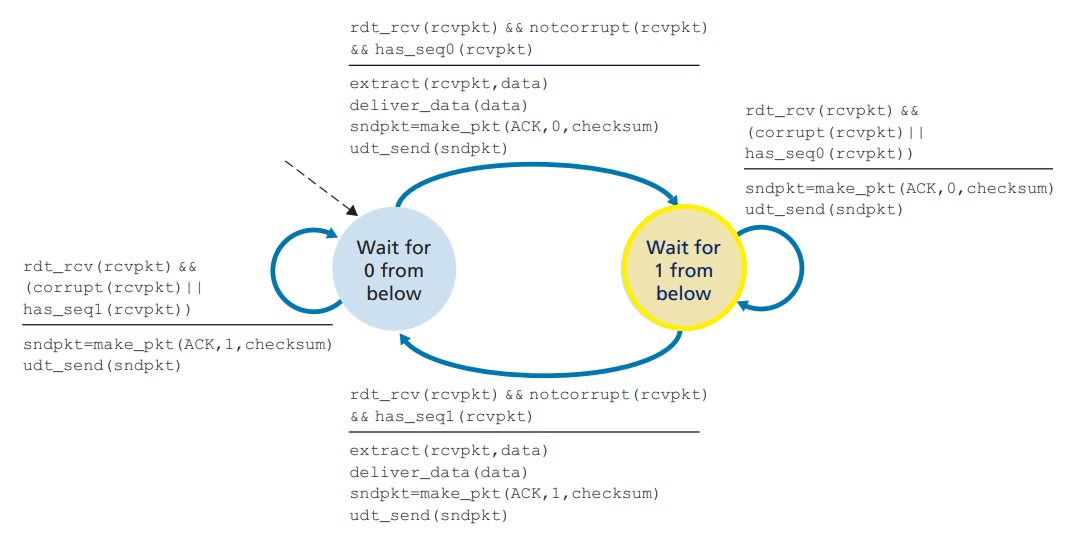 rdt_rcv(rcvpkt) && notcorrupt(rcvpkt)
&& has_seq0(rcvpkt)
extract(rcvpkt,data)
deliver_data(data)
sndpkt=make_pkt(ACK,0,checksum)
udt_send(sndpkt)
rdt_rcv(rcvpkt) &&
(corrupt(rcvpkt)||
has_seq0(rcvpkt))
sndpkt=make_pkt(ACK,0,checksum)
udt_send(sndpkt)
Wait for
0 from
below
Wait for
1 from
below
rdt_rcv(rcvpkt) &&
(corrupt(rcvpkt)||
has_seq1(rcvpkt))
sndpkt=make_pkt(ACK,1,checksum)
udt_send(sndpkt)
rdt_rcv(rcvpkt) && notcorrupt(rcvpkt)
&& has_seq1(rcvpkt)
extract(rcvpkt,data)
deliver_data(data)
sndpkt=make_pkt(ACK,1,checksum)
udt_send(sndpkt)